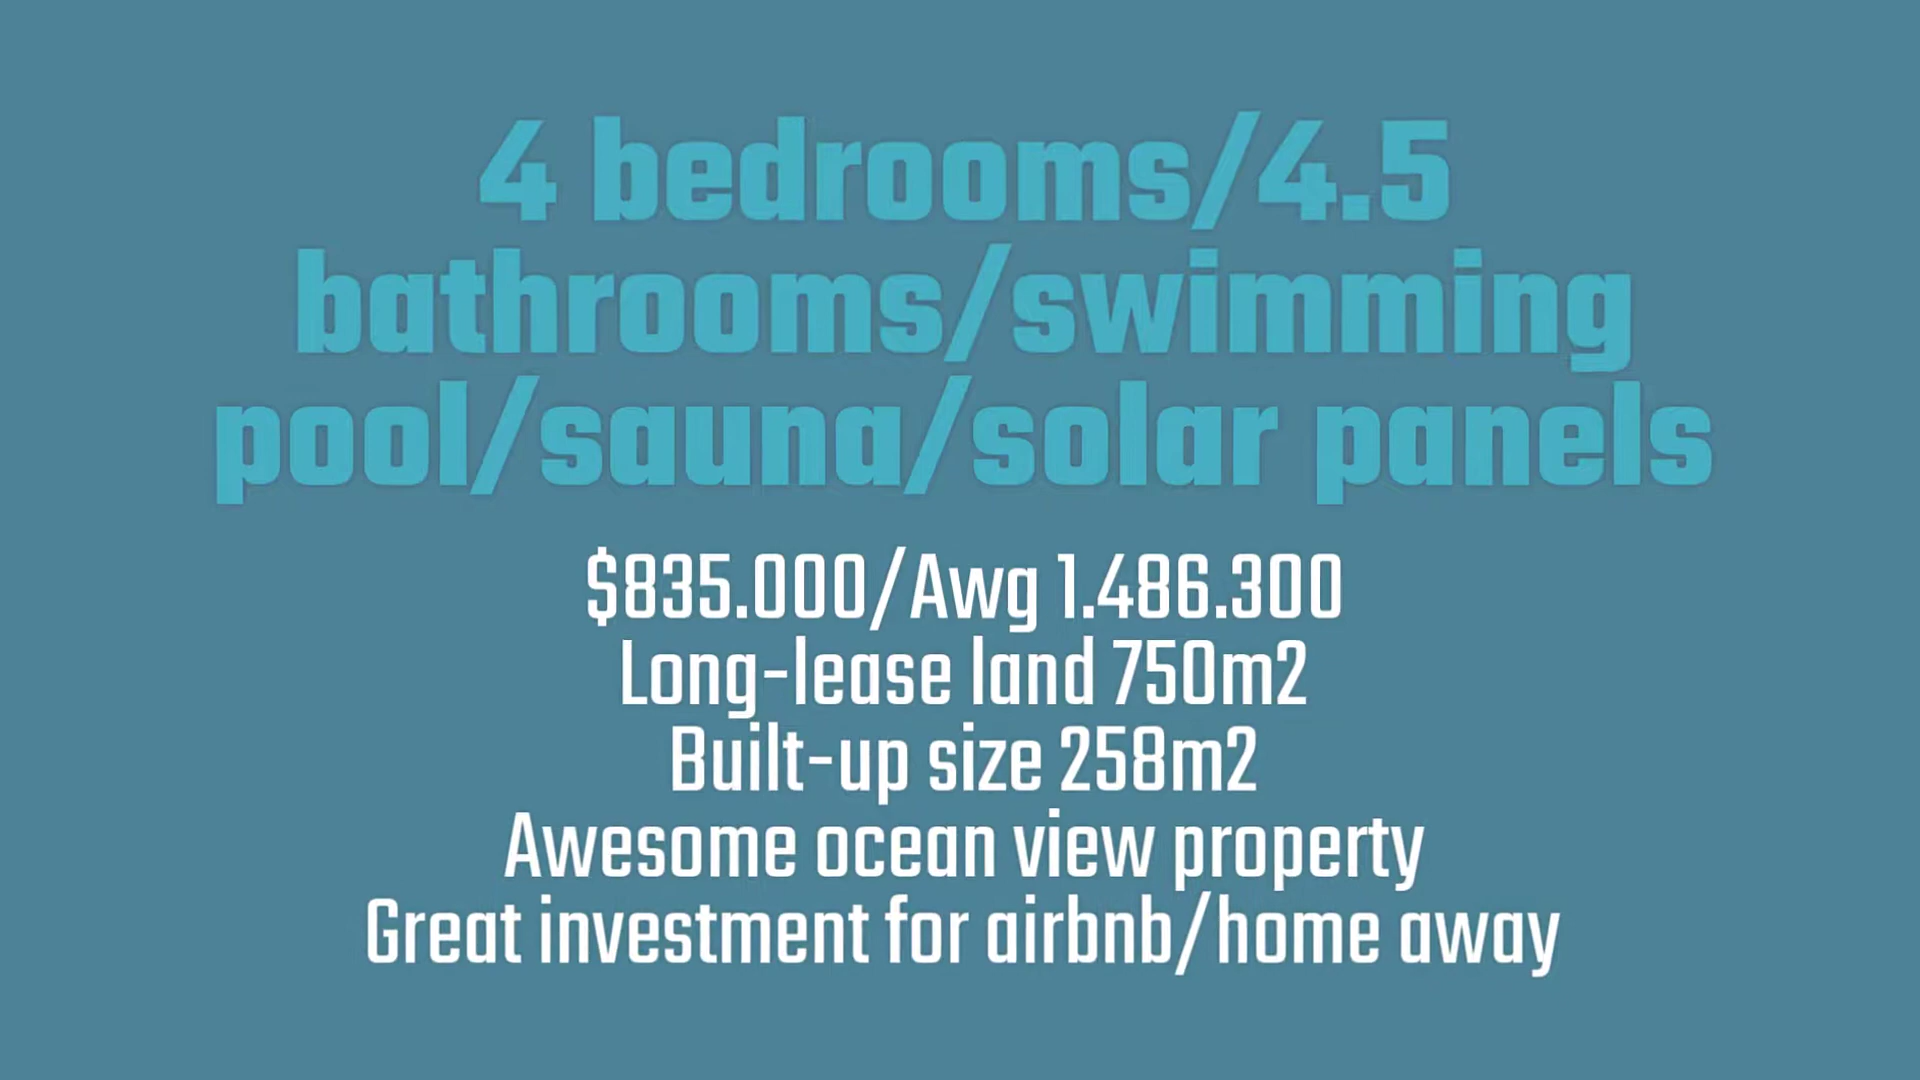 4 bedrooms/4.5
bathrooms/swimming
pool/sauna/solar panels
$835.000/Awg 1.486.300
Long-lease land 750m2
Built-up size 258m2
Awesome ocean view property
Great investment for airbnb/home away